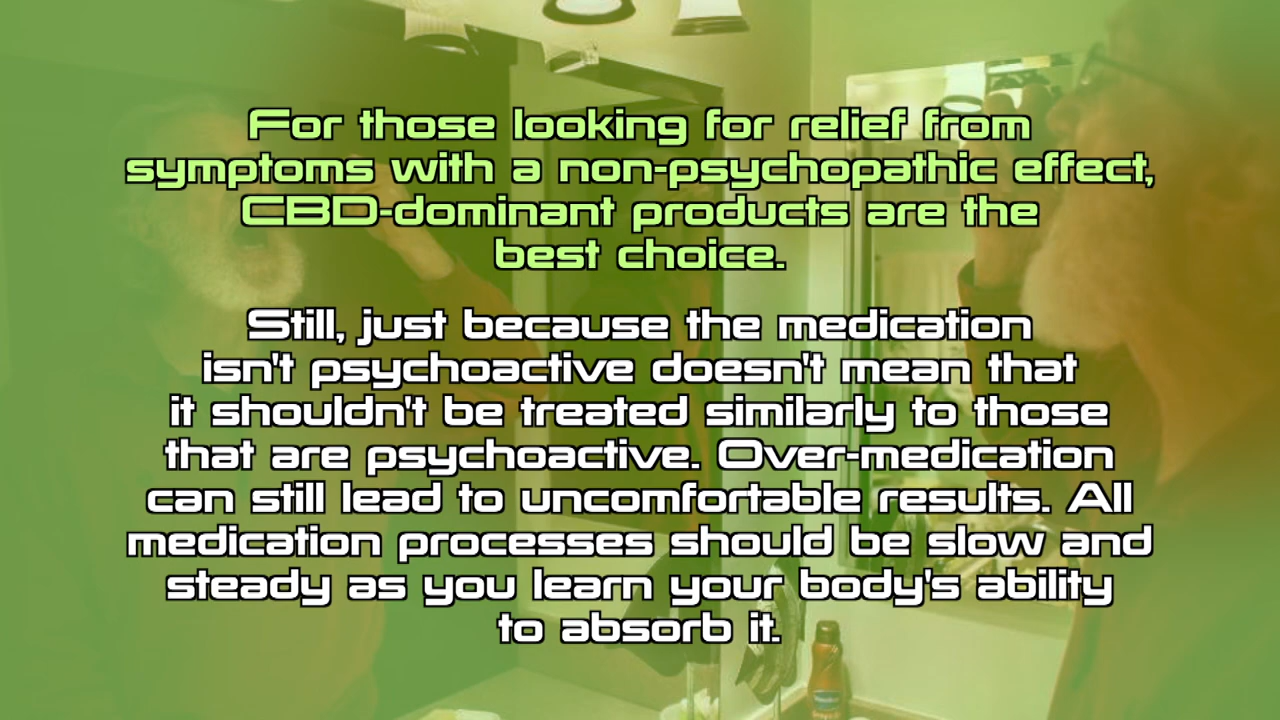 For those looking for relief from
symptoms with a non-psychopathic effect,
CBD-dominant products are the
best choice.
Still, just because the medication
isn't psychoactive doesn't mean that
it shouldn't be treated similarly to those
that are psychoactive. Over-medication
can still lead to uncomfortable results. All
medication processes should be slow and
steady as you learn your body's ability
to absorb it.